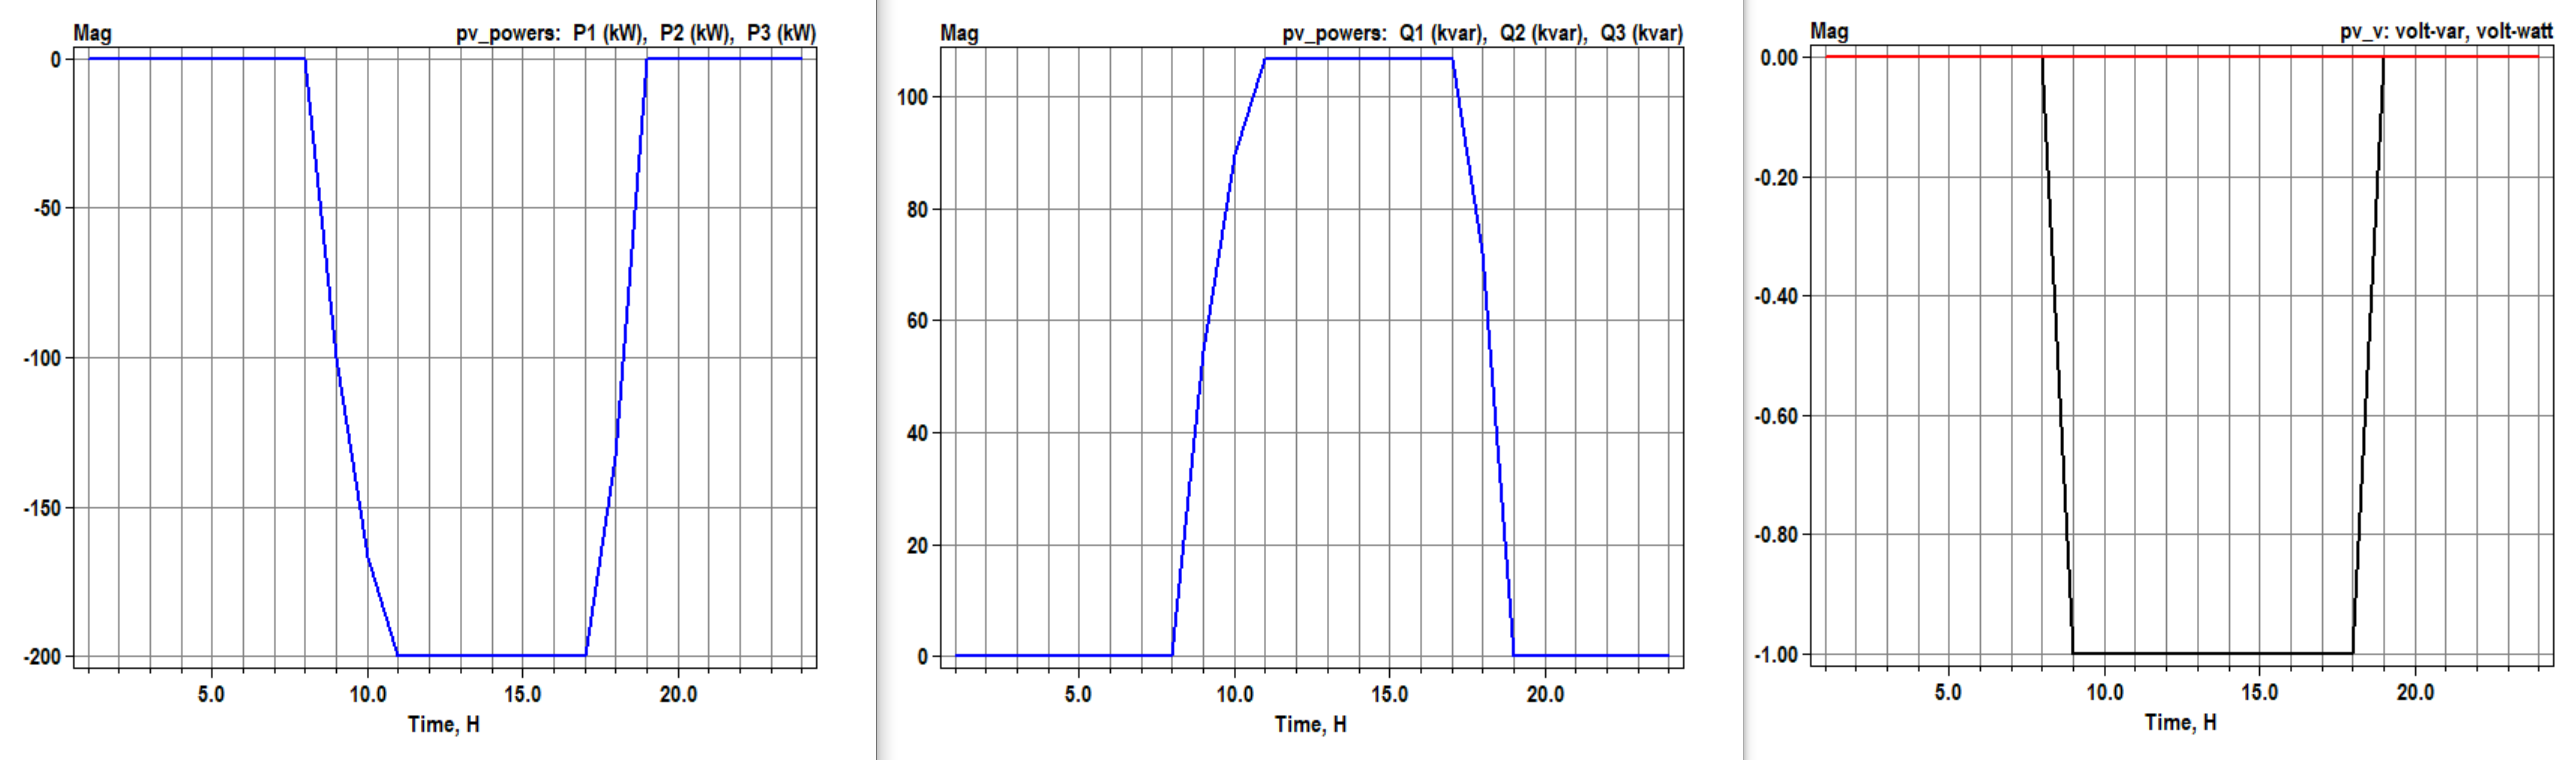 Mag pv_powers: P1 (kW), P2 (kW), P3 (kW)
0
-50
-100
-150
-200
5.0 10.0 15.0 20.0
Time, H
Mag pv_powers: Q1 (kvar), Q2 (kvar), Q3 (kvar)
100
80
60
40
20
0
5.0 10.0 15.0 20.0
Time, H
Mag pv_v: volt-var, volt-watt
0.00
-0.20
-0.40
-0.60
-0.80
-1.00
5.0 10.0 15.0 20.0
Time, H